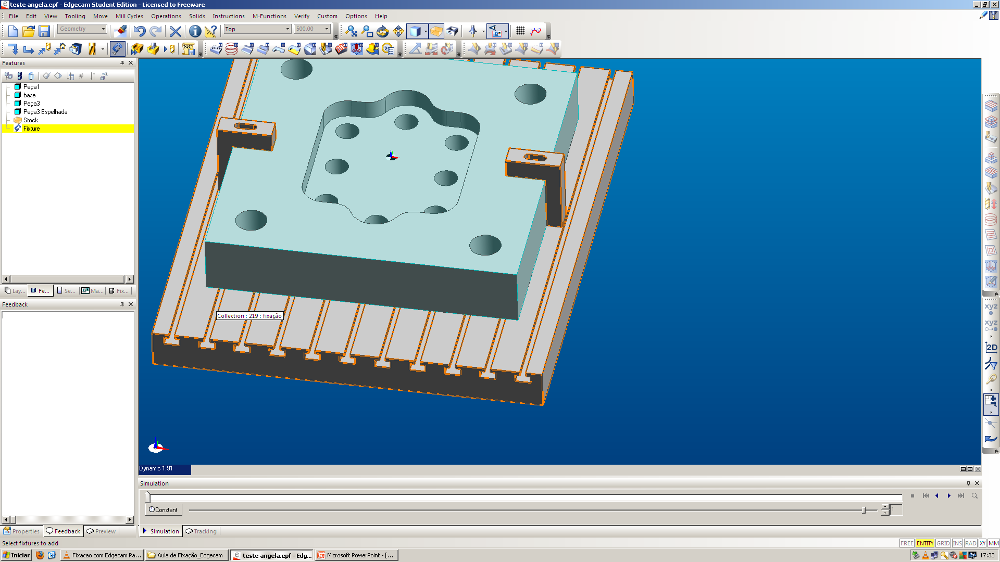 teste angela.epf - Edgecam Student Edition - Licensed to Freeware
File Edit View Tooling Move Mill Cycles Operations Solids Instructions M-Functions Verify Custom Options Help
Geometry Top 500.00
Features
Peça1
base
Peça3
Peça3 Espelhada
Stock
Fixture
Lay... Fe... Se... Ma... Fix...
Feedback
Collection : 219 : fixação
xyz
xyz
2D
Dynamic 1.91
Simulation
Constant 1
Properties Feedback Preview
Simulation Tracking
Select fixtures to add
FREE ENTITY GRID INS RAD XY MM
Iniciar Fixacao com Edgecam Pa... Aula de Fixação_Edgecam teste angela.epf - Edg... Microsoft PowerPoint - [... 17:33